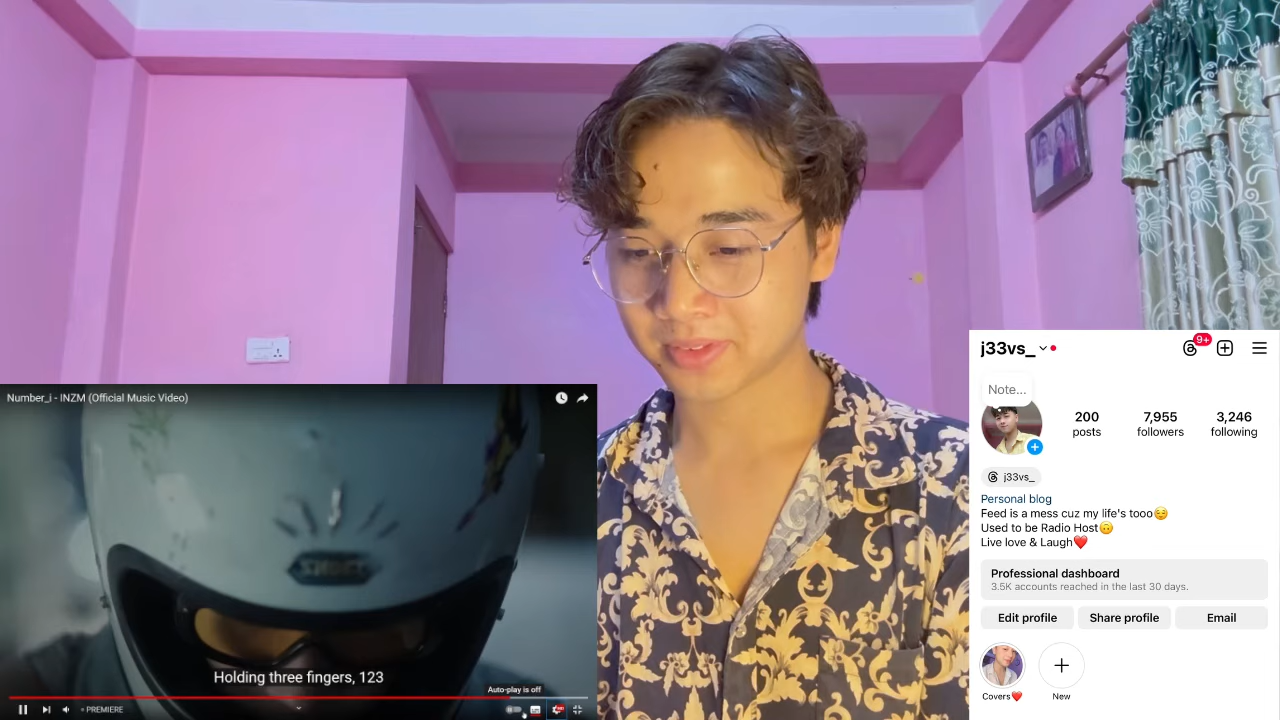 Number_i - INZM (Official Music Video)
Holding three fingers, 123
Auto-play is off
PREMIERE
j33vs_
9+
Note...
200
posts
7,955
followers
3,246
following
j33vs_
Personal blog
Feed is a mess cuz my life's tooo😌
Used to be Radio Host🙃
Live love & Laugh❤️
Professional dashboard
3.5K accounts reached in the last 30 days.
Edit profile
Share profile
Email
Covers❤️
New